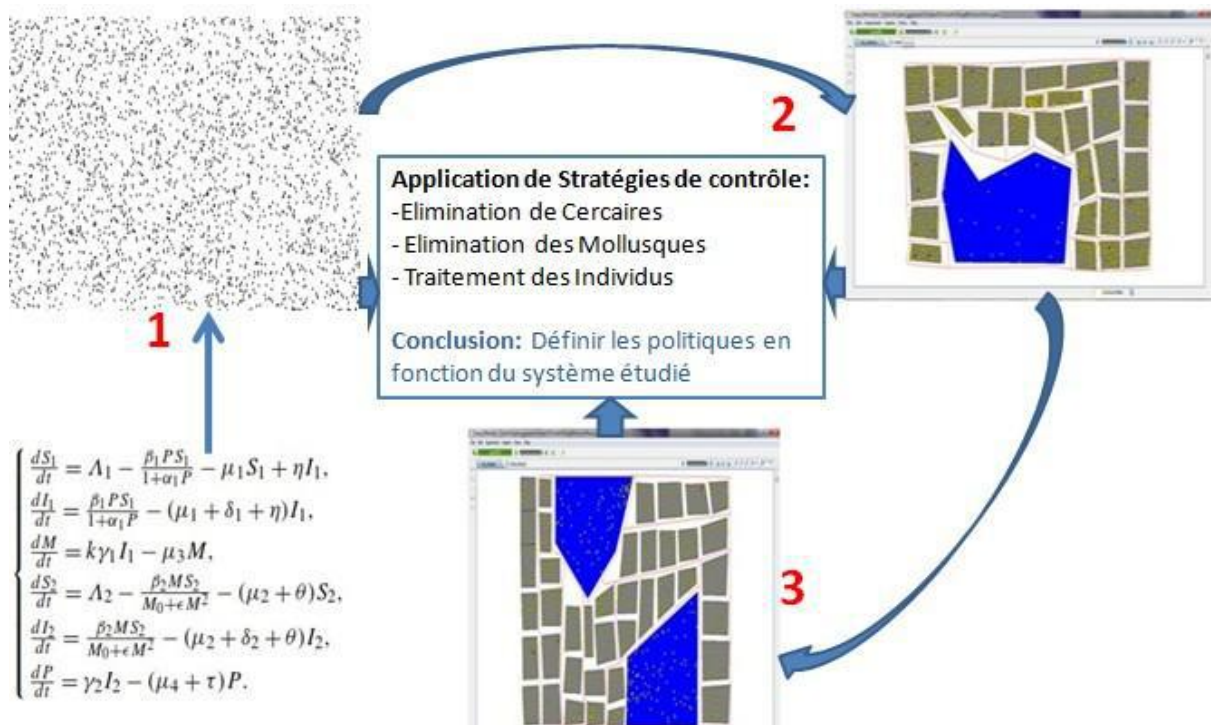 2
Application de Stratégies de contrôle:
-Elimination de Cercaires
- Elimination des Mollusques
- Traitement des Individus
Conclusion: Définir les politiques en
fonction du système étudié
1
3
dS₁/dt = Λ₁ − β₁PS₁/(1+α₁P) − μ₁S₁ + ηI₁,
dI₁/dt = β₁PS₁/(1+α₁P) − (μ₁ + δ₁ + η)I₁,
dM/dt = kγ₁I₁ − μ₃M,
dS₂/dt = Λ₂ − β₂MS₂/(M₀+ϵM²) − (μ₂ + θ)S₂,
dI₂/dt = β₂MS₂/(M₀+ϵM²) − (μ₂ + δ₂ + θ)I₂,
dP/dt = γ₂I₂ − (μ₄ + τ)P.